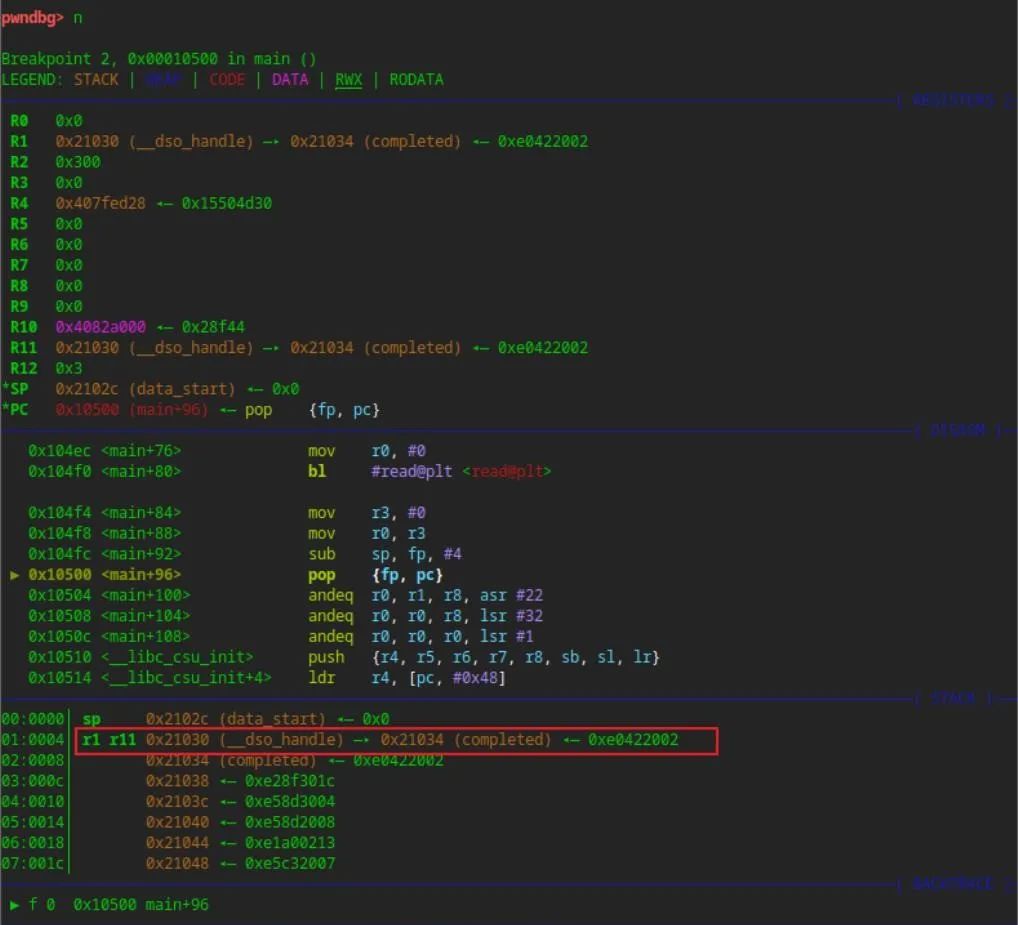 pwndbg> n
Breakpoint 2, 0x00010500 in main ()
LEGEND: STACK | HEAP | CODE | DATA | RWX | RODATA
[ REGISTERS ]
R0 0x0
R1 0x21030 (__dso_handle) —▸ 0x21034 (completed) ◂— 0xe0422002
R2 0x300
R3 0x0
R4 0x407fed28 ◂— 0x15504d30
R5 0x0
R6 0x0
R7 0x0
R8 0x0
R9 0x0
R10 0x4082a000 ◂— 0x28f44
R11 0x21030 (__dso_handle) —▸ 0x21034 (completed) ◂— 0xe0422002
R12 0x3
*SP 0x2102c (data_start) ◂— 0x0
*PC 0x10500 (main+96) ◂— pop {fp, pc}
[ DISASM ]
0x104ec <main+76> mov r0, #0
0x104f0 <main+80> bl #read@plt <read@plt>
0x104f4 <main+84> mov r3, #0
0x104f8 <main+88> mov r0, r3
0x104fc <main+92> sub sp, fp, #4
► 0x10500 <main+96> pop {fp, pc}
0x10504 <main+100> andeq r0, r1, r8, asr #22
0x10508 <main+104> andeq r0, r0, r8, lsr #32
0x1050c <main+108> andeq r0, r0, r0, lsr #1
0x10510 <__libc_csu_init> push {r4, r5, r6, r7, r8, sb, sl, lr}
0x10514 <__libc_csu_init+4> ldr r4, [pc, #0x48]
[ STACK ]
00:0000│ sp 0x2102c (data_start) ◂— 0x0
01:0004│ r1 r11 0x21030 (__dso_handle) —▸ 0x21034 (completed) ◂— 0xe0422002
02:0008│ 0x21034 (completed) ◂— 0xe0422002
03:000c│ 0x21038 ◂— 0xe28f301c
04:0010│ 0x2103c ◂— 0xe58d3004
05:0014│ 0x21040 ◂— 0xe58d2008
06:0018│ 0x21044 ◂— 0xe1a00213
07:001c│ 0x21048 ◂— 0xe5c32007
[ BACKTRACE ]
► f 0 0x10500 main+96